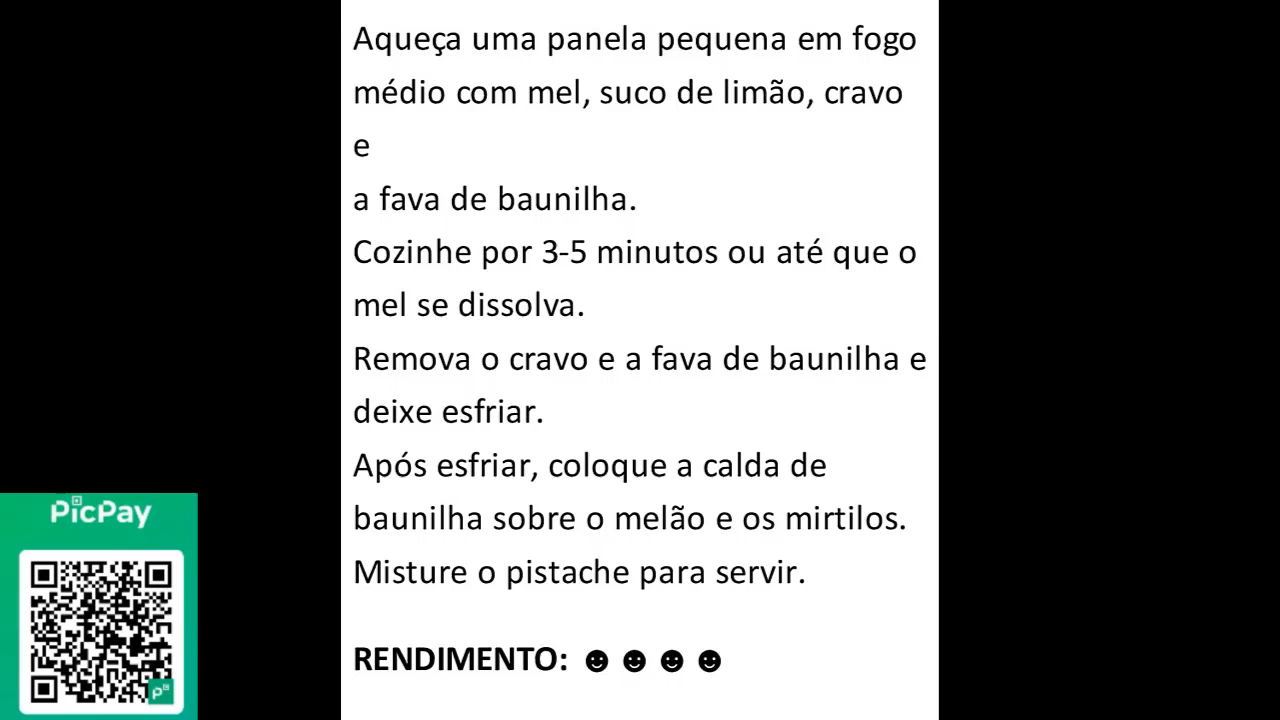 Aqueça uma panela pequena em fogo
médio com mel, suco de limão, cravo
e
a fava de baunilha.
Cozinhe por 3-5 minutos ou até que o
mel se dissolva.
Remova o cravo e a fava de baunilha e
deixe esfriar.
Após esfriar, coloque a calda de
baunilha sobre o melão e os mirtilos.
Misture o pistache para servir.
RENDIMENTO: ☻ ☻ ☻ ☻
PicPay